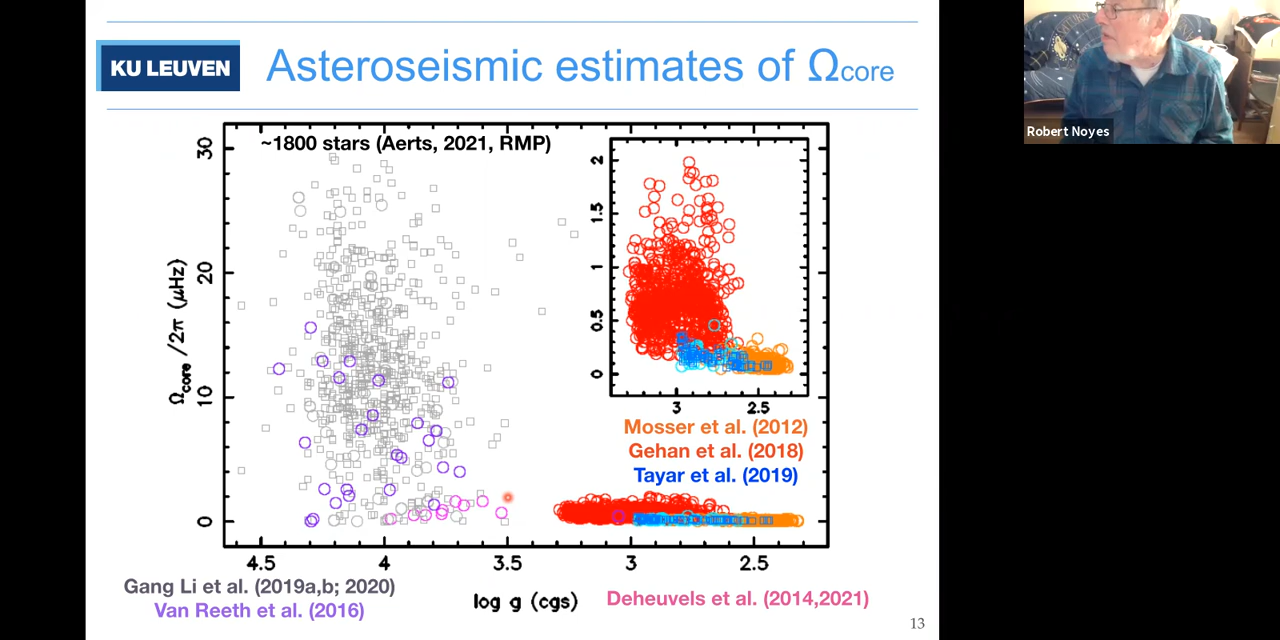 KU LEUVEN
Asteroseismic estimates of Ωcore
Robert Noyes
~1800 stars (Aerts, 2021, RMP)
30
20
10
0
Ωcore /2π (μHz)
4.5
4
3.5
3
2.5
log g (cgs)
2
1.5
1
0.5
0
3
2.5
Mosser et al. (2012)
Gehan et al. (2018)
Tayar et al. (2019)
Gang Li et al. (2019a,b; 2020)
Van Reeth et al. (2016)
Deheuvels et al. (2014,2021)
13